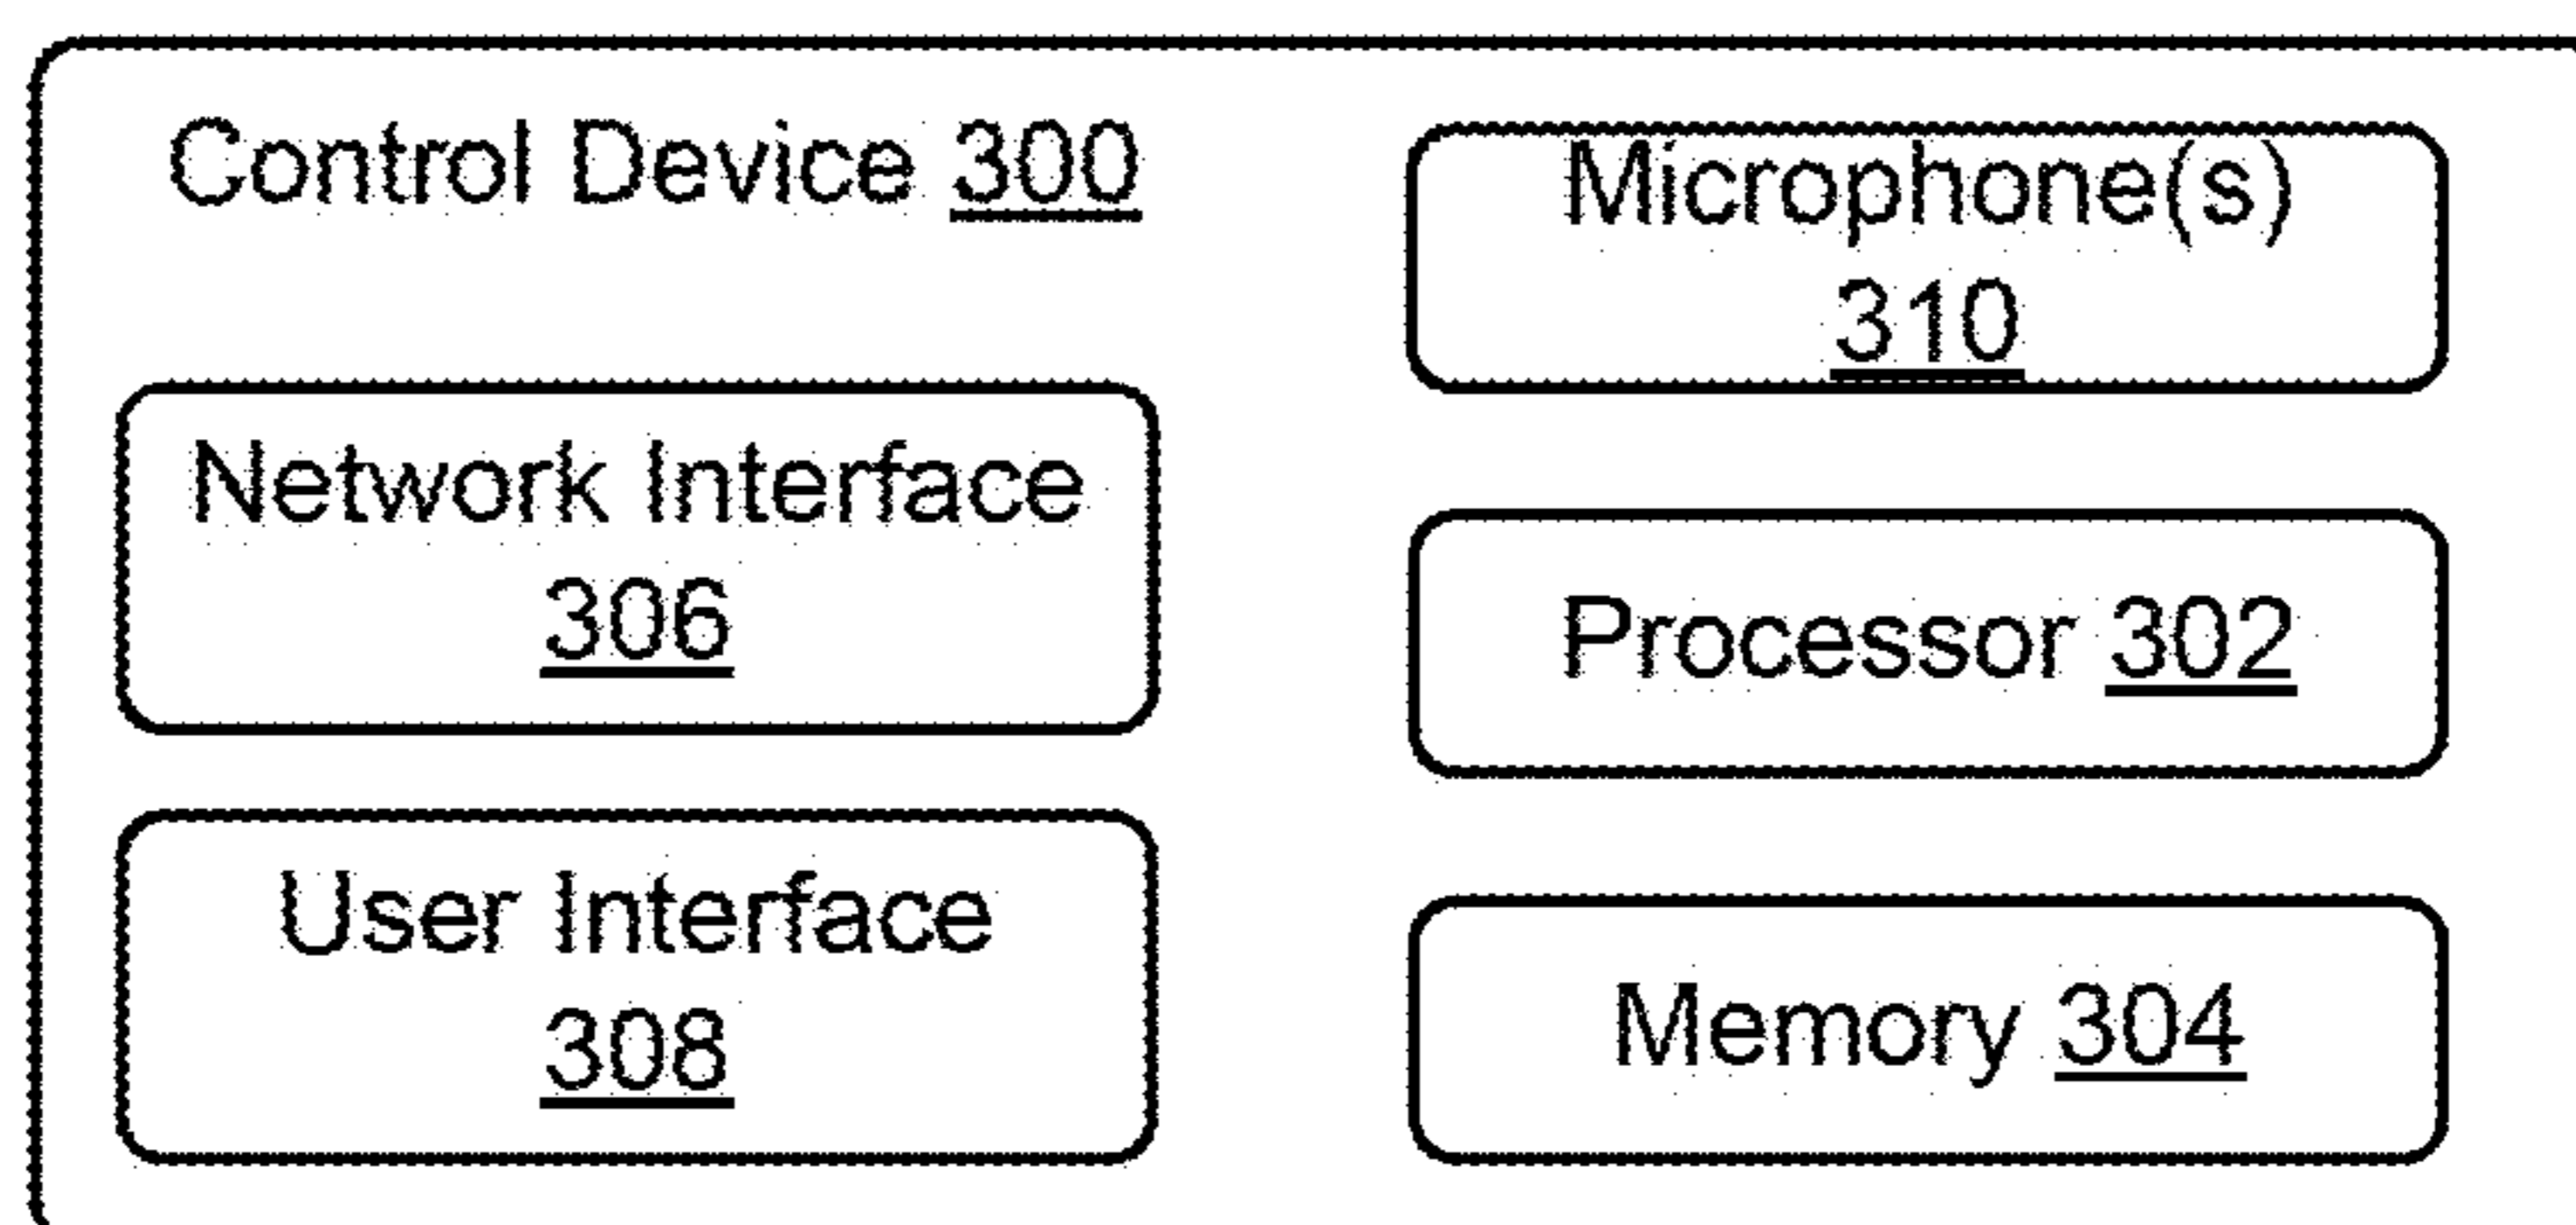 Control Device 300
Network Interface
306
User Interface
308
Microphone(s)
310
Processor 302
Memory 304